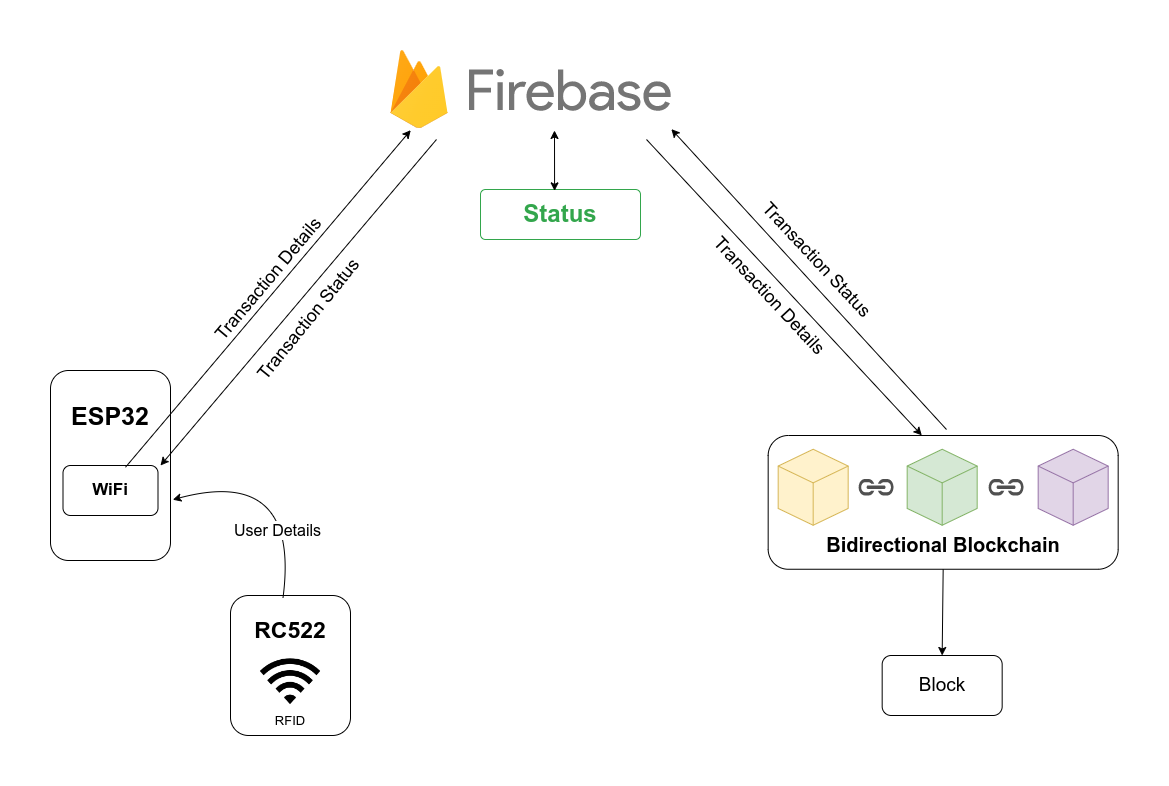 Firebase
Status
Transaction Details
Transaction Status
Transaction Status
Transaction Details
ESP32
WiFi
User Details
RC522
RFID
Bidirectional Blockchain
Block